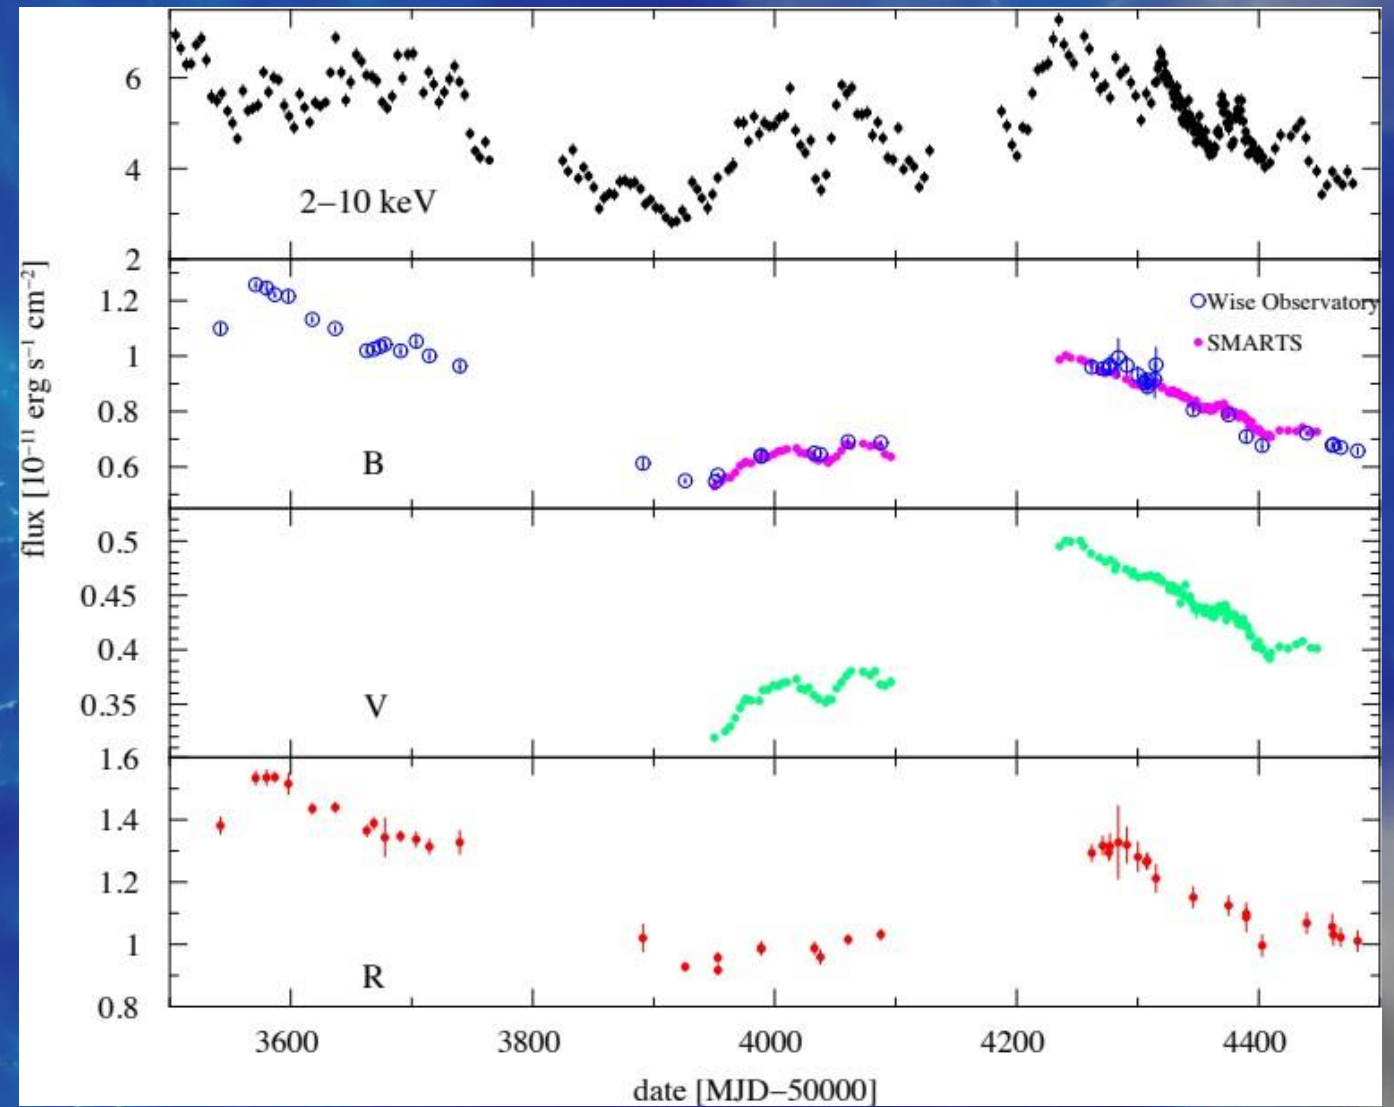 6
4
2–10 keV
2
flux [10⁻¹¹ erg s⁻¹ cm⁻²]
1.2
Wise Observatory
1
SMARTS
0.8
0.6
B
0.5
0.45
0.4
0.35
V
1.6
1.4
1.2
1
R
0.8
3600
3800
4000
4200
4400
date [MJD–50000]